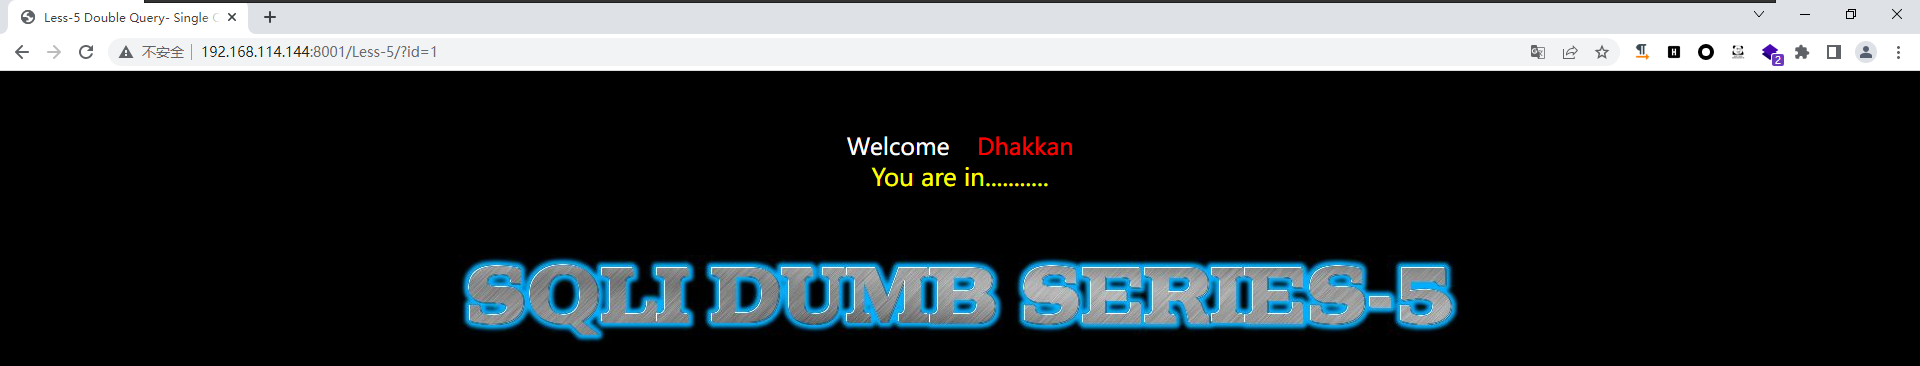 Less-5 Double Query- Single
不安全 192.168.114.144:8001/Less-5/?id=1
2
Welcome Dhakkan
You are in...........
SQLI DUMB SERIES-5